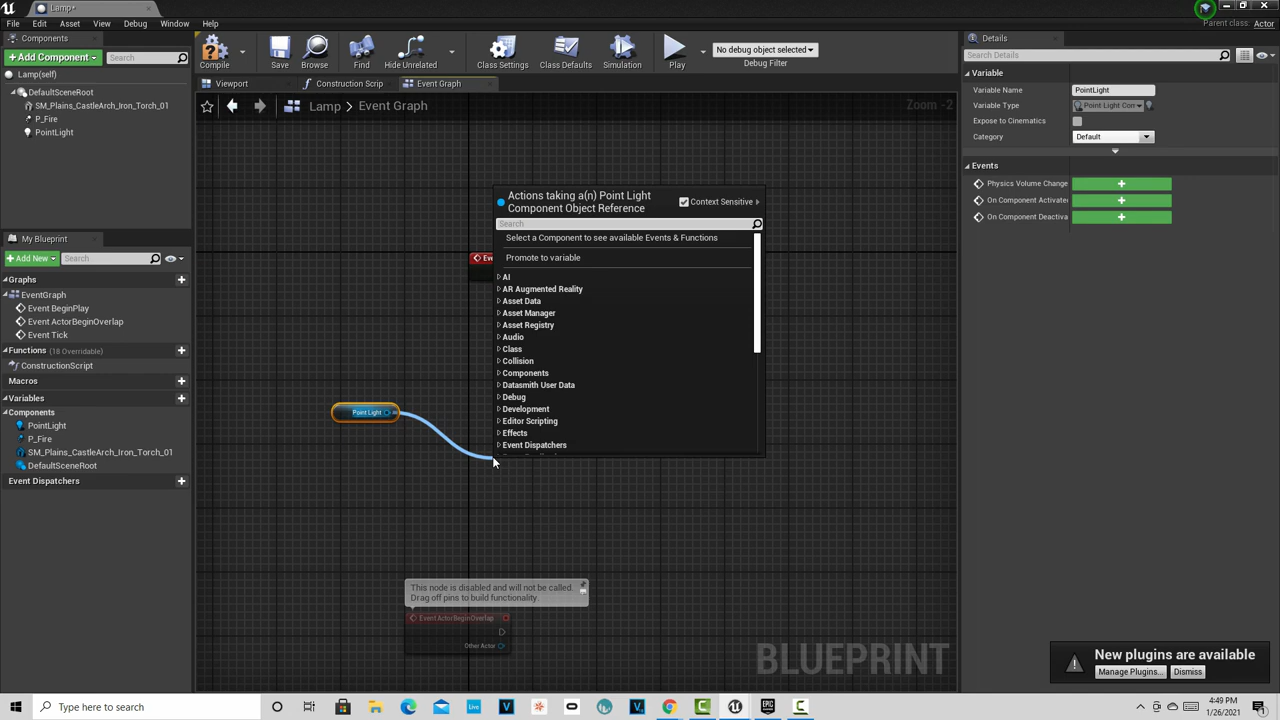 Lamp*
File Edit Asset View Debug Window Help
Parent class: Actor
Components
+Add Component
Search
Lamp(self)
DefaultSceneRoot
SM_Plains_CastleArch_Iron_Torch_01
P_Fire
PointLight
Compile
Save
Browse
Find
Hide Unrelated
Class Settings
Class Defaults
Simulation
Play
No debug object selected
Debug Filter
Viewport
Construction Scrip
Event Graph
Lamp > Event Graph
Zoom -2
My Blueprint
+Add New
Search
Graphs
EventGraph
Event BeginPlay
Event ActorBeginOverlap
Event Tick
Functions (18 Overridable)
ConstructionScript
Macros
Variables
Components
PointLight
P_Fire
SM_Plains_CastleArch_Iron_Torch_01
DefaultSceneRoot
Event Dispatchers
Eve
Point Light
Actions taking a(n) Point Light
Component Object Reference
Context Sensitive
Search
Select a Component to see available Events & Functions
Promote to variable
AI
AR Augmented Reality
Asset Data
Asset Manager
Asset Registry
Audio
Class
Collision
Components
Datasmith User Data
Debug
Development
Editor Scripting
Effects
Event Dispatchers
This node is disabled and will not be called.
Drag off pins to build functionality.
Event ActorBeginOverlap
Other Actor
BLUEPRINT
Details
Search Details
Variable
Variable Name PointLight
Variable Type Point Light Com
Expose to Cinematics
Category Default
Events
Physics Volume Change
On Component Activate
On Component Deactiva
New plugins are available
Manage Plugins... Dismiss
Type here to search
4:49 PM
1/26/2021